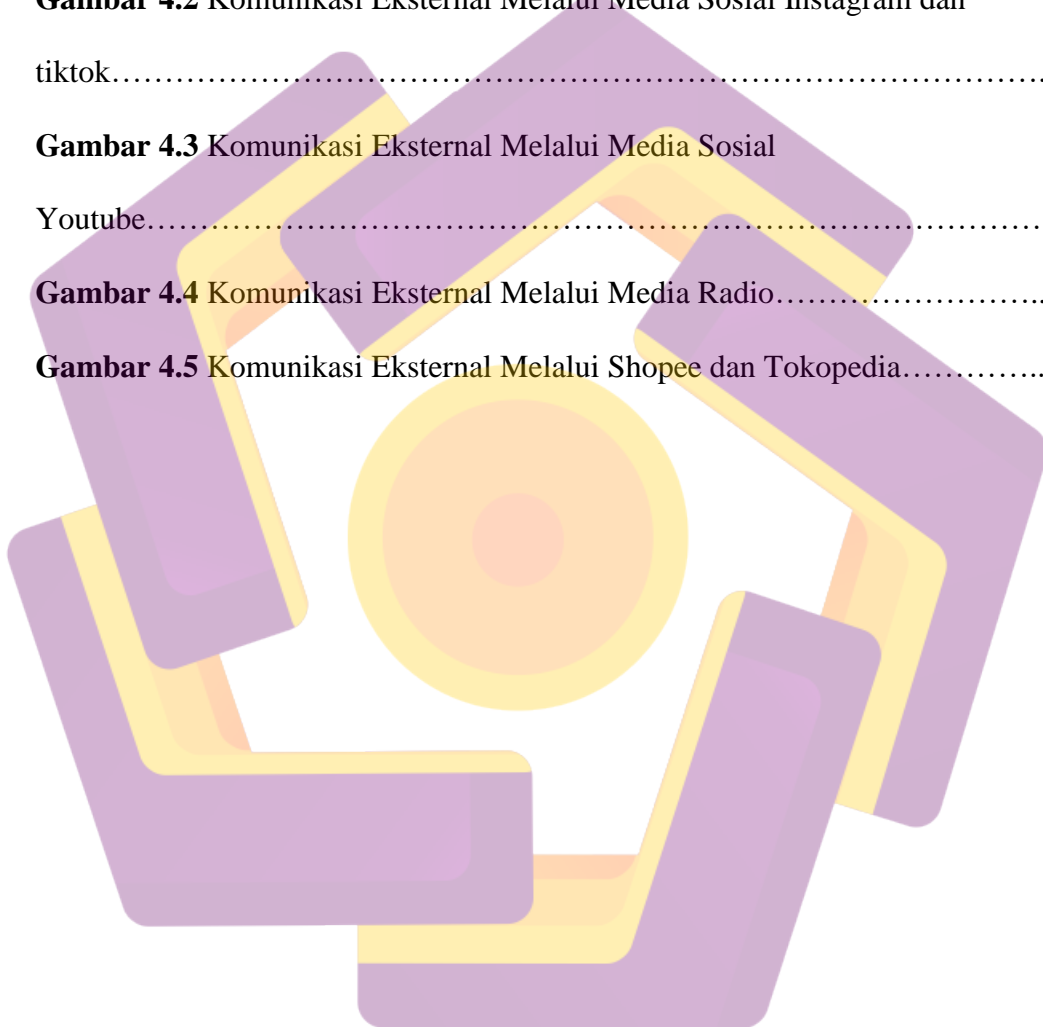 Gambar 4.2 Komunikasi Eksternal Melalui Media Sosial Instagram dan
tiktok…………………………………………………………………………………..
Gambar 4.3 Komunikasi Eksternal Melalui Media Sosial
Youtube………………………………………………………………………………
Gambar 4.4 Komunikasi Eksternal Melalui Media Radio……………………..
Gambar 4.5 Komunikasi Eksternal Melalui Shopee dan Tokopedia…………..